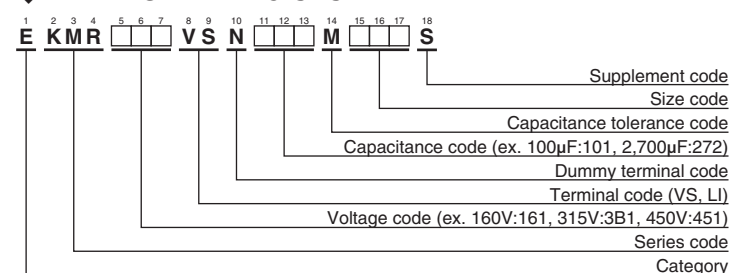 1 2 3 4 5 6 7 8 9 10 11 12 13 14 15 16 17 18
E KMR VS N M S
Supplement code
Size code
Capacitance tolerance code
Capacitance code (ex. 100µF:101, 2,700µF:272)
Dummy terminal code
Terminal code (VS, LI)
Voltage code (ex. 160V:161, 315V:3B1, 450V:451)
Series code
Category